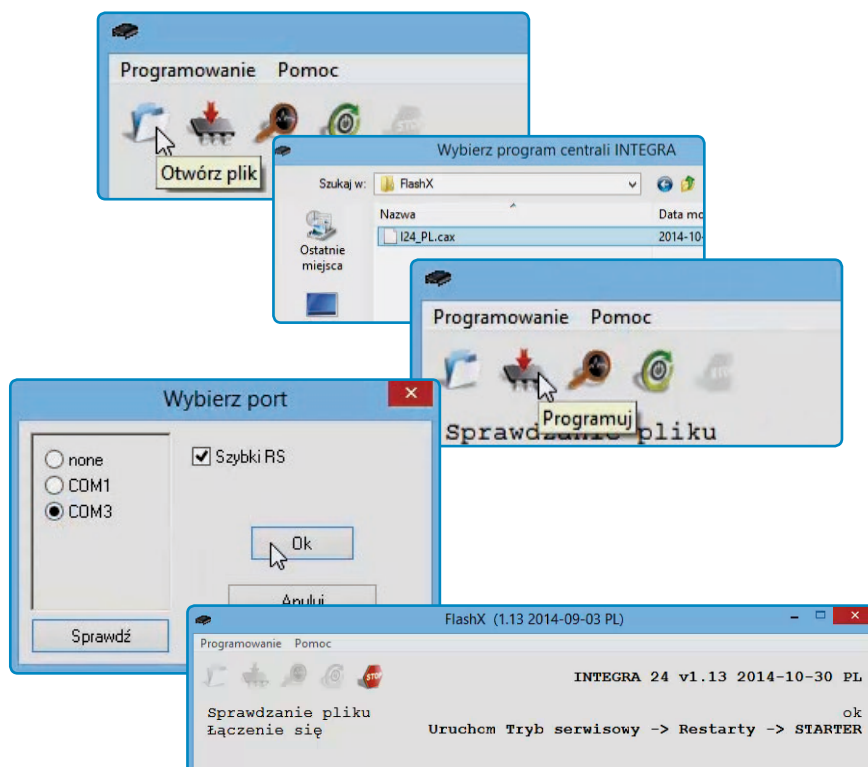 Programowanie Pomoc
Otwórz plik
Wybierz program centrali INTEGRA
Szukaj w: FlashX
Nazwa Data mo
I24_PL.cax 2014-10-
Ostatnie
miejsca
Programowanie Pomoc
Programuj
Sprawdzanie pliku
Wybierz port
none
COM1
COM3
Szybki RS
Ok
Anuluj
Sprawdź
FlashX (1.13 2014-09-03 PL)
Programowanie Pomoc
STOP
INTEGRA 24 v1.13 2014-10-30 PL
Sprawdzanie pliku ok
Łączenie się Uruchom Tryb serwisowy -> Restarty -> STARTER